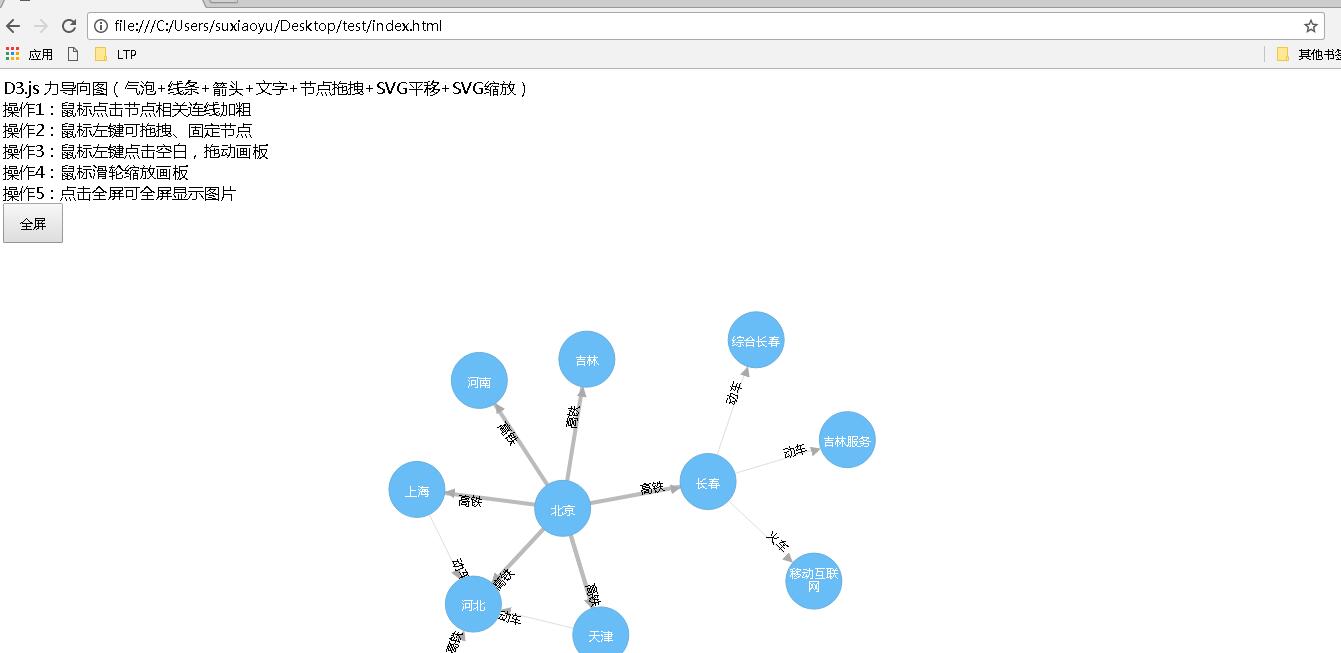 file:///C:/Users/suxiaoyu/Desktop/test/index.html
应用 LTP 其他书签
D3.js 力导向图（气泡+线条+箭头+文字+节点拖拽+SVG平移+SVG缩放）
操作1：鼠标点击节点相关连线加粗
操作2：鼠标左键可拖拽、固定节点
操作3：鼠标左键点击空白，拖动画板
操作4：鼠标滑轮缩放画板
操作5：点击全屏可全屏显示图片
全屏
综合长春
吉林
河南
动车
高铁
高铁
吉林服务
动车
长春
高铁
上海
高铁
北京
火车
动车
高铁
移动互联
网
高铁
河北
动车
天津
高铁